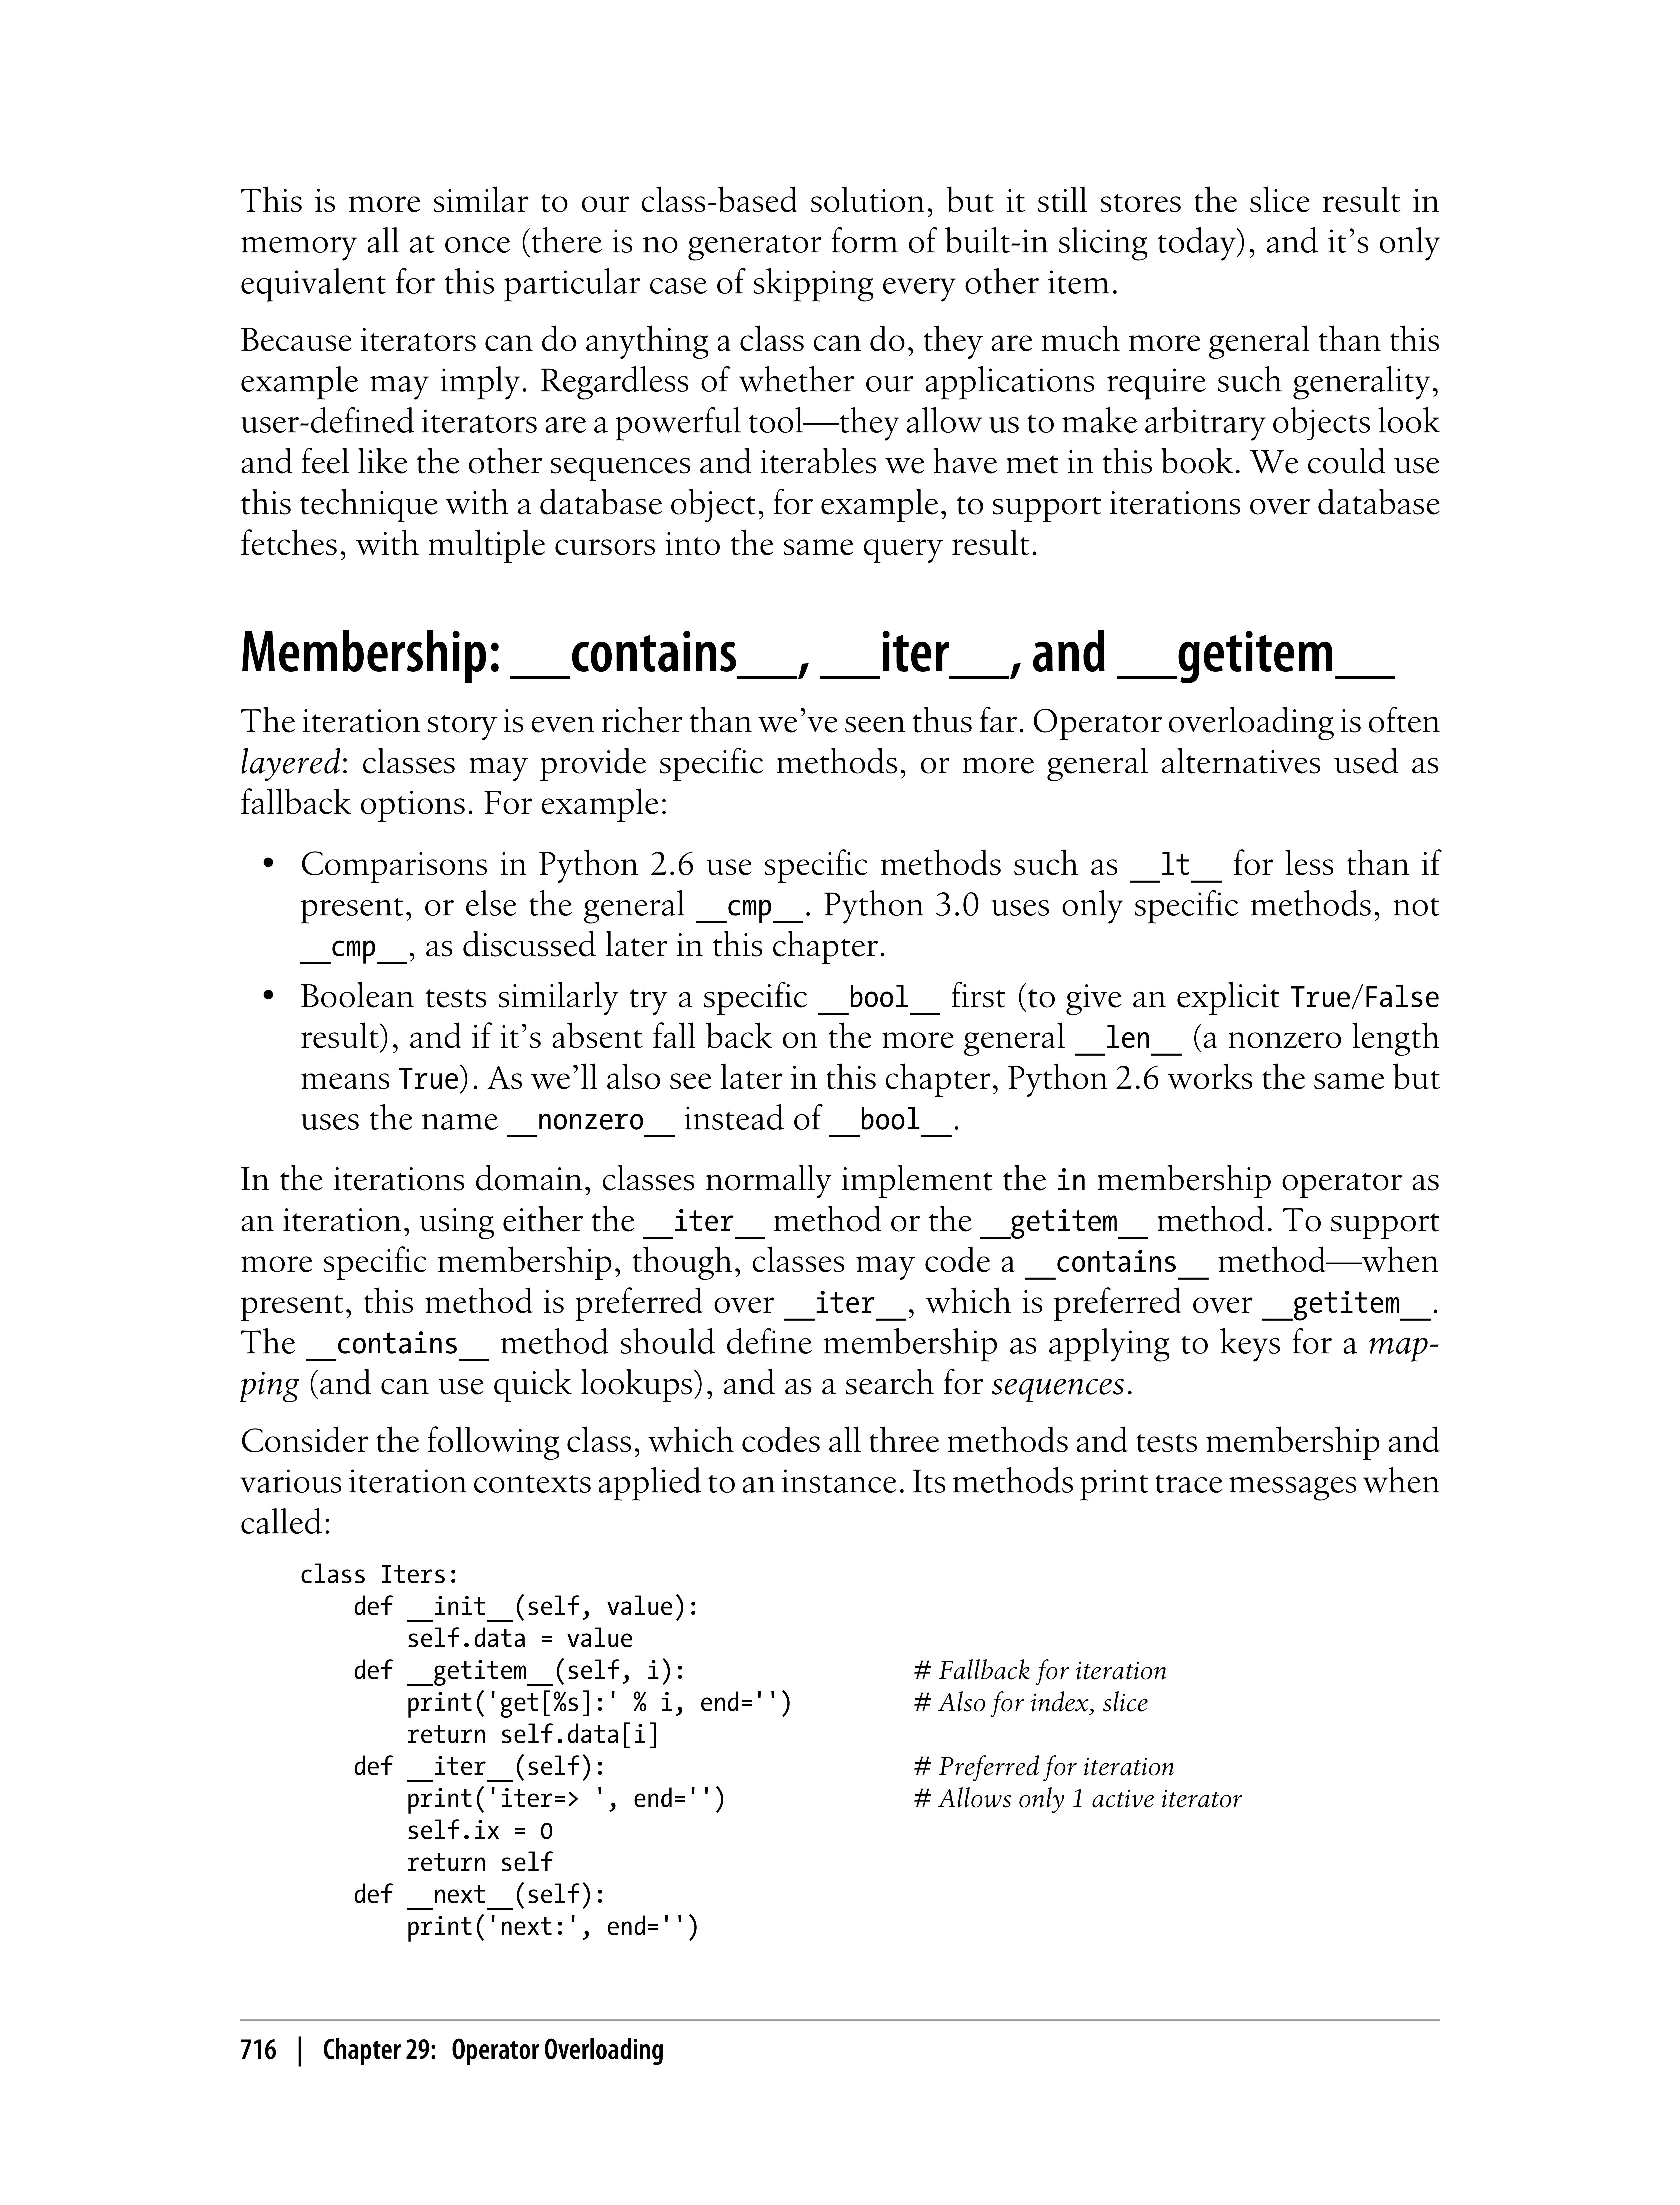 This is more similar to our class-based solution, but it still stores the slice result in
memory all at once (there is no generator form of built-in slicing today), and it’s only
equivalent for this particular case of skipping every other item.
Because iterators can do anything a class can do, they are much more general than this
example may imply. Regardless of whether our applications require such generality,
user-defined iterators are a powerful tool—they allow us to make arbitrary objects look
and feel like the other sequences and iterables we have met in this book. We could use
this technique with a database object, for example, to support iterations over database
fetches, with multiple cursors into the same query result.
Membership: __contains__, __iter__, and __getitem__
The iteration story is even richer than we’ve seen thus far. Operator overloading is often
layered: classes may provide specific methods, or more general alternatives used as
fallback options. For example:
• Comparisons in Python 2.6 use specific methods such as __lt__ for less than if
present, or else the general __cmp__. Python 3.0 uses only specific methods, not
__cmp__, as discussed later in this chapter.
• Boolean tests similarly try a specific __bool__ first (to give an explicit True/False
result), and if it’s absent fall back on the more general __len__ (a nonzero length
means True). As we’ll also see later in this chapter, Python 2.6 works the same but
uses the name __nonzero__ instead of __bool__.
In the iterations domain, classes normally implement the in membership operator as
an iteration, using either the __iter__ method or the __getitem__ method. To support
more specific membership, though, classes may code a __contains__ method—when
present, this method is preferred over __iter__, which is preferred over __getitem__.
The __contains__ method should define membership as applying to keys for a map-
ping (and can use quick lookups), and as a search for sequences.
Consider the following class, which codes all three methods and tests membership and
various iteration contexts applied to an instance. Its methods print trace messages when
called:
class Iters:
    def __init__(self, value):
        self.data = value
    def __getitem__(self, i):                # Fallback for iteration
        print('get[%s]:' % i, end='')        # Also for index, slice
        return self.data[i]
    def __iter__(self):                      # Preferred for iteration
        print('iter=> ', end='')             # Allows only 1 active iterator
        self.ix = 0
        return self
    def __next__(self):
        print('next:', end='')
716 | Chapter 29: Operator Overloading